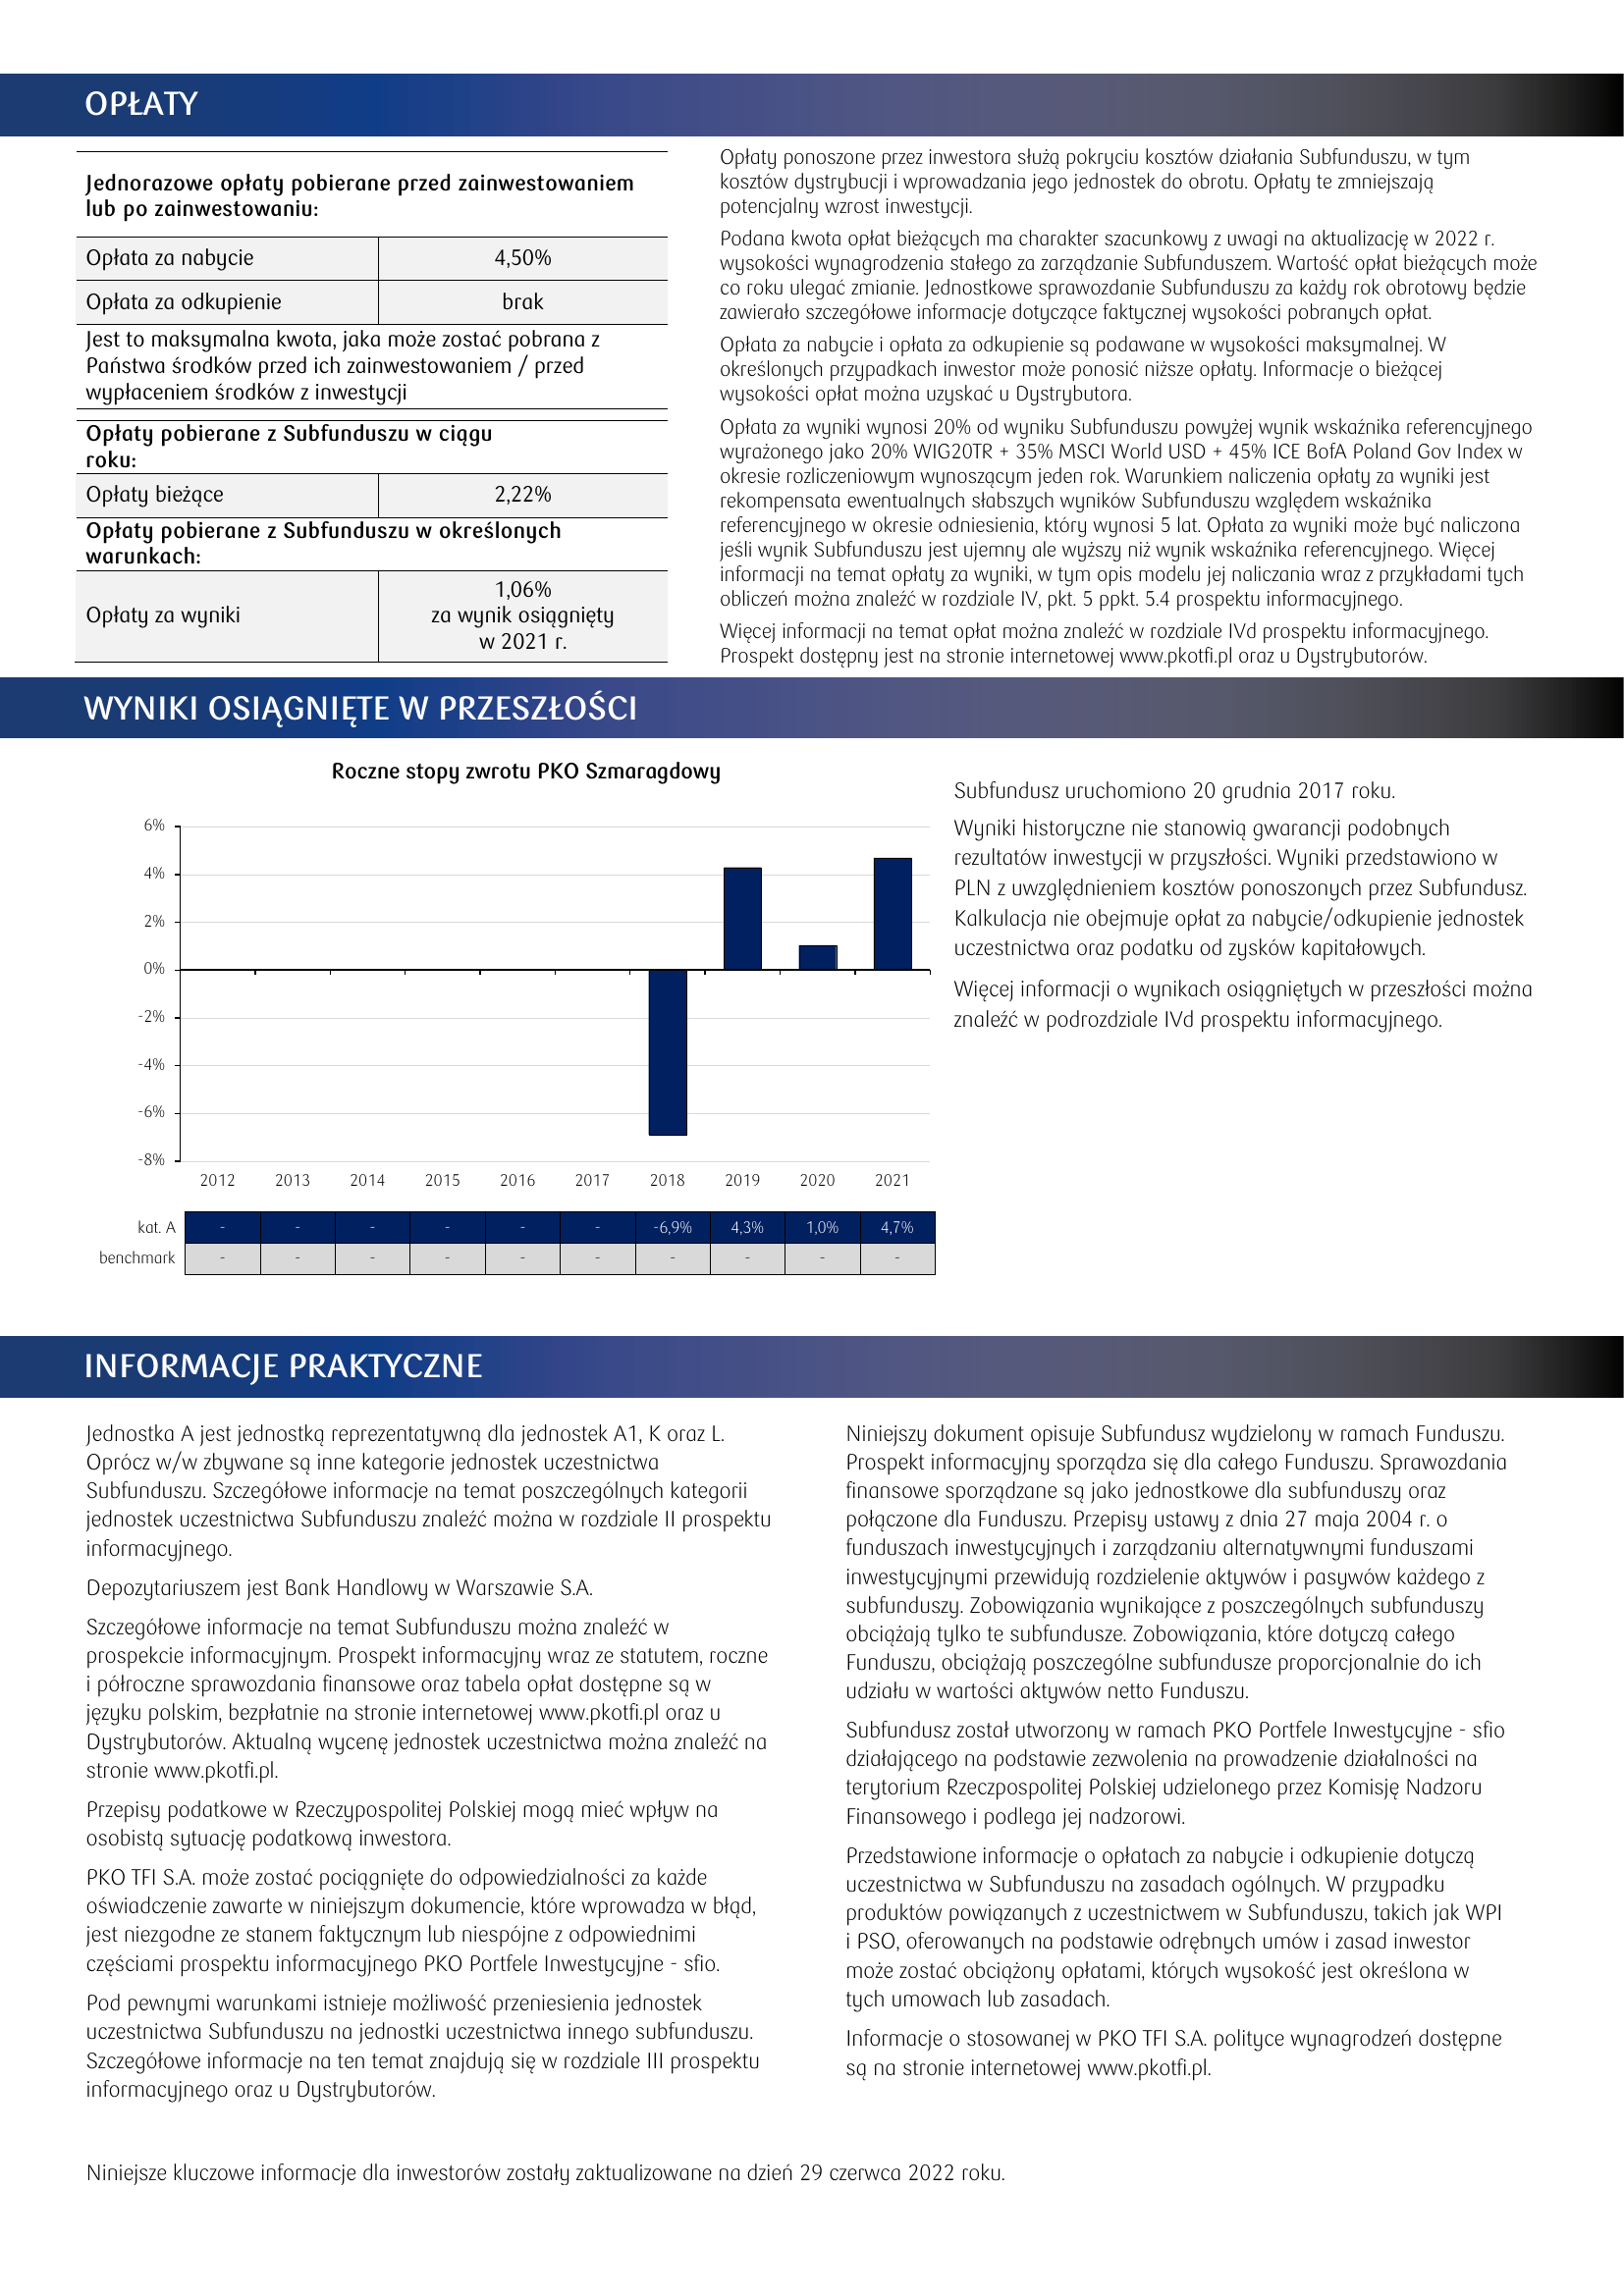 OPŁATY
Jednorazowe opłaty pobierane przed zainwestowaniem
lub po zainwestowaniu:
Opłata za nabycie 4,50%
Opłata za odkupienie brak
Jest to maksymalna kwota, jaka może zostać pobrana z
Państwa środków przed ich zainwestowaniem / przed
wypłaceniem środków z inwestycji
Opłaty pobierane z Subfunduszu w ciągu
roku:
Opłaty bieżące 2,22%
Opłaty pobierane z Subfunduszu w określonych
warunkach:
Opłaty za wyniki
1,06%
za wynik osiągnięty
w 2021 r.
Opłaty ponoszone przez inwestora służą pokryciu kosztów działania Subfunduszu, w tym
kosztów dystrybucji i wprowadzania jego jednostek do obrotu. Opłaty te zmniejszają
potencjalny wzrost inwestycji.
Podana kwota opłat bieżących ma charakter szacunkowy z uwagi na aktualizację w 2022 r.
wysokości wynagrodzenia stałego za zarządzanie Subfunduszem. Wartość opłat bieżących może
co roku ulegać zmianie. Jednostkowe sprawozdanie Subfunduszu za każdy rok obrotowy będzie
zawierało szczegółowe informacje dotyczące faktycznej wysokości pobranych opłat.
Opłata za nabycie i opłata za odkupienie są podawane w wysokości maksymalnej. W
określonych przypadkach inwestor może ponosić niższe opłaty. Informacje o bieżącej
wysokości opłat można uzyskać u Dystrybutora.
Opłata za wyniki wynosi 20% od wyniku Subfunduszu powyżej wynik wskaźnika referencyjnego
wyrażonego jako 20% WIG20TR + 35% MSCI World USD + 45% ICE BofA Poland Gov Index w
okresie rozliczeniowym wynoszącym jeden rok. Warunkiem naliczenia opłaty za wyniki jest
rekompensata ewentualnych słabszych wyników Subfunduszu względem wskaźnika
referencyjnego w okresie odniesienia, który wynosi 5 lat. Opłata za wyniki może być naliczona
jeśli wynik Subfunduszu jest ujemny ale wyższy niż wynik wskaźnika referencyjnego. Więcej
informacji na temat opłaty za wyniki, w tym opis modelu jej naliczania wraz z przykładami tych
obliczeń można znaleźć w rozdziale IV, pkt. 5 ppkt. 5.4 prospektu informacyjnego.
Więcej informacji na temat opłat można znaleźć w rozdziale IVd prospektu informacyjnego.
Prospekt dostępny jest na stronie internetowej www.pkotfi.pl oraz u Dystrybutorów.
WYNIKI OSIĄGNIĘTE W PRZESZŁOŚCI
Roczne stopy zwrotu PKO Szmaragdowy
6%
4%
2%
0%
-2%
-4%
-6%
-8%
2012 2013 2014 2015 2016 2017 2018 2019 2020 2021
kat. A - - - - - - -6,9% 4,3% 1,0% 4,7%
benchmark - - - - - - - - - -
Subfundusz uruchomiono 20 grudnia 2017 roku.
Wyniki historyczne nie stanowią gwarancji podobnych
rezultatów inwestycji w przyszłości. Wyniki przedstawiono w
PLN z uwzględnieniem kosztów ponoszonych przez Subfundusz.
Kalkulacja nie obejmuje opłat za nabycie/odkupienie jednostek
uczestnictwa oraz podatku od zysków kapitałowych.
Więcej informacji o wynikach osiągniętych w przeszłości można
znaleźć w podrozdziale IVd prospektu informacyjnego.
INFORMACJE PRAKTYCZNE
Jednostka A jest jednostką reprezentatywną dla jednostek A1, K oraz L.
Oprócz w/w zbywane są inne kategorie jednostek uczestnictwa
Subfunduszu. Szczegółowe informacje na temat poszczególnych kategorii
jednostek uczestnictwa Subfunduszu znaleźć można w rozdziale II prospektu
informacyjnego.
Depozytariuszem jest Bank Handlowy w Warszawie S.A.
Szczegółowe informacje na temat Subfunduszu można znaleźć w
prospekcie informacyjnym. Prospekt informacyjny wraz ze statutem, roczne
i półroczne sprawozdania finansowe oraz tabela opłat dostępne są w
języku polskim, bezpłatnie na stronie internetowej www.pkotfi.pl oraz u
Dystrybutorów. Aktualną wycenę jednostek uczestnictwa można znaleźć na
stronie www.pkotfi.pl.
Przepisy podatkowe w Rzeczypospolitej Polskiej mogą mieć wpływ na
osobistą sytuację podatkową inwestora.
PKO TFI S.A. może zostać pociągnięte do odpowiedzialności za każde
oświadczenie zawarte w niniejszym dokumencie, które wprowadza w błąd,
jest niezgodne ze stanem faktycznym lub niespójne z odpowiednimi
częściami prospektu informacyjnego PKO Portfele Inwestycyjne - sfio.
Pod pewnymi warunkami istnieje możliwość przeniesienia jednostek
uczestnictwa Subfunduszu na jednostki uczestnictwa innego subfunduszu.
Szczegółowe informacje na ten temat znajdują się w rozdziale III prospektu
informacyjnego oraz u Dystrybutorów.
Niniejszy dokument opisuje Subfundusz wydzielony w ramach Funduszu.
Prospekt informacyjny sporządza się dla całego Funduszu. Sprawozdania
finansowe sporządzane są jako jednostkowe dla subfunduszy oraz
połączone dla Funduszu. Przepisy ustawy z dnia 27 maja 2004 r. o
funduszach inwestycyjnych i zarządzaniu alternatywnymi funduszami
inwestycyjnymi przewidują rozdzielenie aktywów i pasywów każdego z
subfunduszy. Zobowiązania wynikające z poszczególnych subfunduszy
obciążają tylko te subfundusze. Zobowiązania, które dotyczą całego
Funduszu, obciążają poszczególne subfundusze proporcjonalnie do ich
udziału w wartości aktywów netto Funduszu.
Subfundusz został utworzony w ramach PKO Portfele Inwestycyjne - sfio
działającego na podstawie zezwolenia na prowadzenie działalności na
terytorium Rzeczpospolitej Polskiej udzielonego przez Komisję Nadzoru
Finansowego i podlega jej nadzorowi.
Przedstawione informacje o opłatach za nabycie i odkupienie dotyczą
uczestnictwa w Subfunduszu na zasadach ogólnych. W przypadku
produktów powiązanych z uczestnictwem w Subfunduszu, takich jak WPI
i PSO, oferowanych na podstawie odrębnych umów i zasad inwestor
może zostać obciążony opłatami, których wysokość jest określona w
tych umowach lub zasadach.
Informacje o stosowanej w PKO TFI S.A. polityce wynagrodzeń dostępne
są na stronie internetowej www.pkotfi.pl.
Niniejsze kluczowe informacje dla inwestorów zostały zaktualizowane na dzień 29 czerwca 2022 roku.